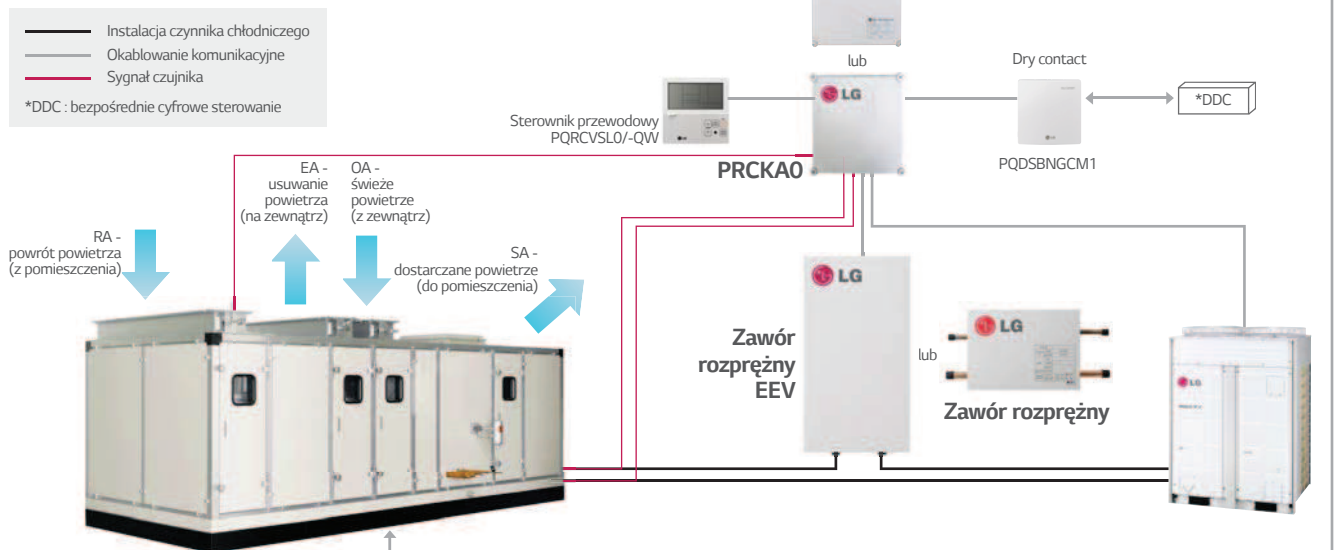 Instalacja czynnika chłodniczego
Okablowanie komunikacyjne
Sygnał czujnika
*DDC : bezpośrednie cyfrowe sterowanie
lub
LG
Sterownik przewodowy
PQRCVSL0/-QW
PRCKA0
Dry contact
PQDSBNGCM1
*DDC
RA -
powrót powietrza
(z pomieszczenia)
EA -
usuwanie
powietrza
(na zewnątrz)
OA -
świeże
powietrze
(z zewnątrz)
SA -
dostarczane powietrze
(do pomieszczenia)
LG
Zawór
rozprężny
EEV
lub
LG
Zawór rozprężny
LG